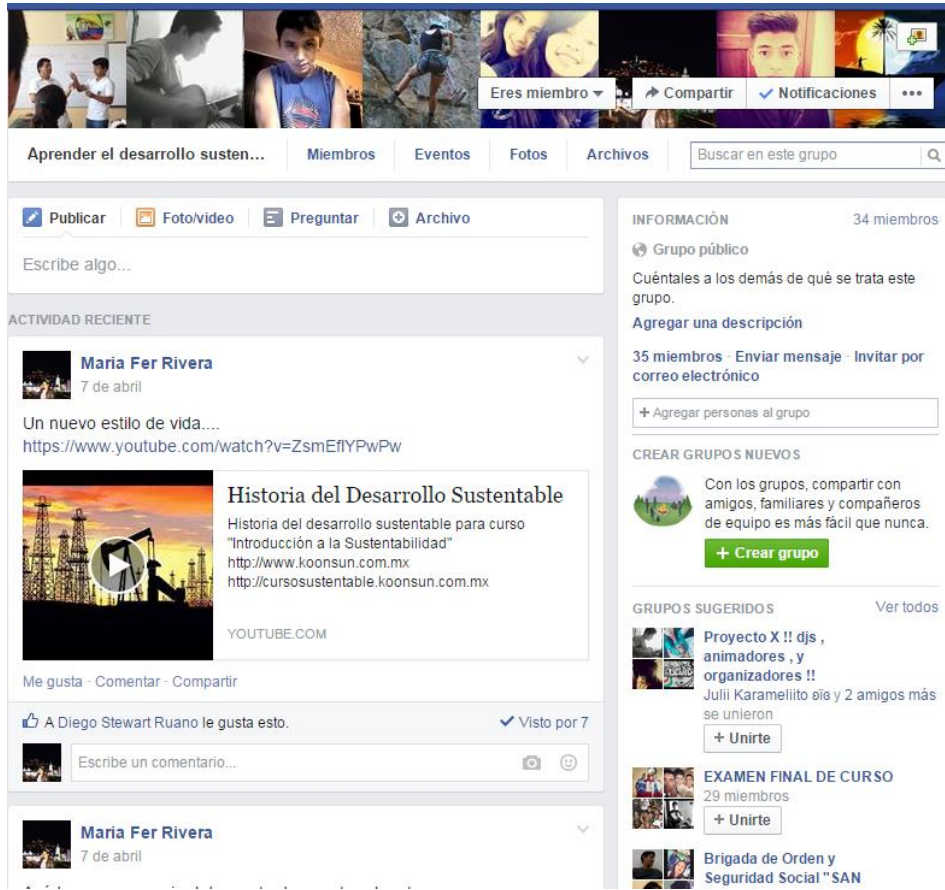 Eres miembro
Compartir
Notificaciones
Aprender el desarrollo susten...
Miembros
Eventos
Fotos
Archivos
Buscar en este grupo
Publicar
Foto/video
Preguntar
Archivo
Escribe algo...
ACTIVIDAD RECIENTE
Maria Fer Rivera
7 de abril
Un nuevo estilo de vida....
https://www.youtube.com/watch?v=ZsmEflYPwPw
Historia del Desarrollo Sustentable
Historia del desarrollo sustentable para curso
"Introducción a la Sustentabilidad"
http://www.koonsun.com.mx
http://cursosustentable.koonsun.com.mx
YOUTUBE.COM
Me gusta · Comentar · Compartir
A Diego Stewart Ruano le gusta esto.
Visto por 7
Escribe un comentario...
Maria Fer Rivera
7 de abril
INFORMACIÓN
34 miembros
Grupo público
Cuéntales a los demás de qué se trata este
grupo.
Agregar una descripción
35 miembros · Enviar mensaje · Invitar por
correo electrónico
+ Agregar personas al grupo
CREAR GRUPOS NUEVOS
Con los grupos, compartir con
amigos, familiares y compañeros
de equipo es más fácil que nunca.
+ Crear grupo
GRUPOS SUGERIDOS
Ver todos
Proyecto X !! djs ,
animadores , y
organizadores !!
Julii Karameliito y 2 amigos más
se unieron
+ Unirte
EXAMEN FINAL DE CURSO
29 miembros
+ Unirte
Brigada de Orden y
Seguridad Social "SAN